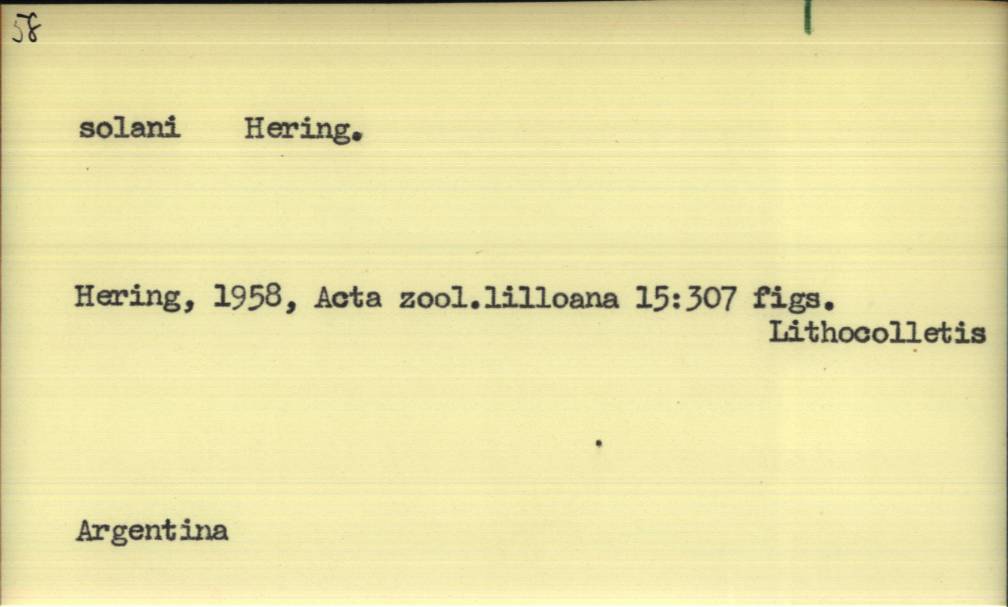 58
solani Hering.
Hering, 1958, Acta zool.lilloana 15:307 figs.
Lithocolletis
Argentina